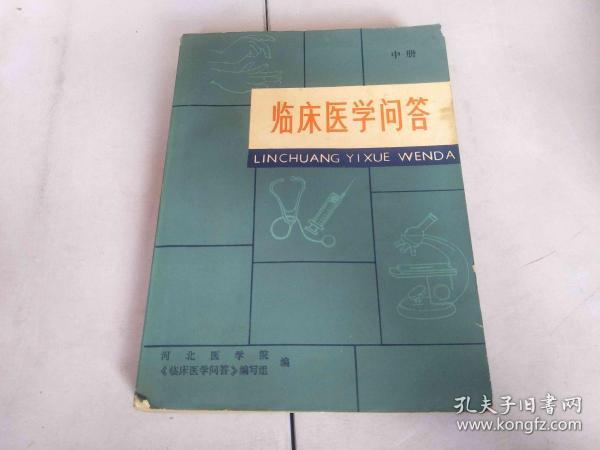 中册
临床医学问答
LINCHUANG YIXUE WENDA
河北医学院
《临床医学问答》编写组
编
孔夫子旧书网
www.kongfz.com